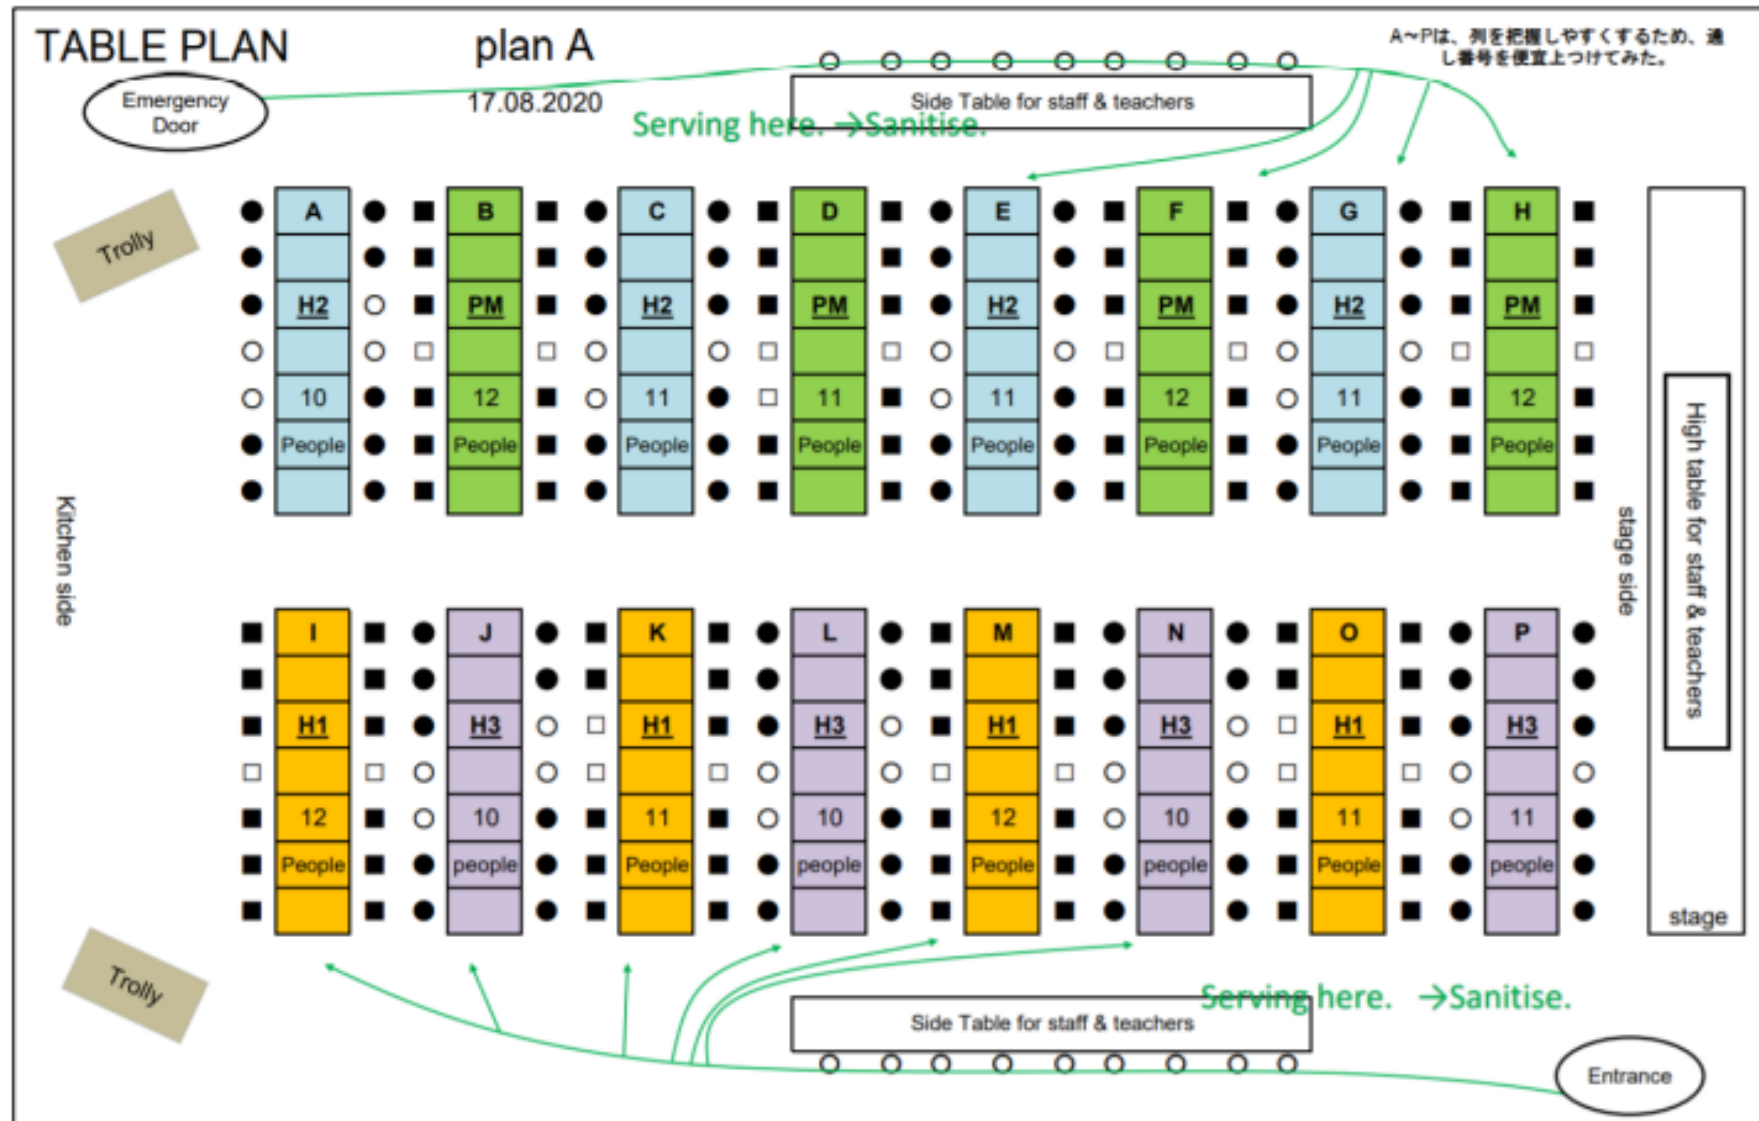 TABLE PLAN
plan A
A～Pは、列を把握しやすくするため、通
し番号を便宜上つけてみた。
Emergency
Door
17.08.2020
Side Table for staff & teachers
Serving here. →Sanitise.
Trolly
A B C D E F G H
H2 PM H2 PM H2 PM H2 PM
10 12 11 11 11 12 11 12
People People People People People People People People
Kitchen side
stage side
High table for staff & teachers
stage
I J K L M N O P
H1 H3 H1 H3 H1 H3 H1 H3
12 10 11 10 12 10 11 11
People people People people People people People people
Trolly
Serving here. →Sanitise.
Side Table for staff & teachers
Entrance